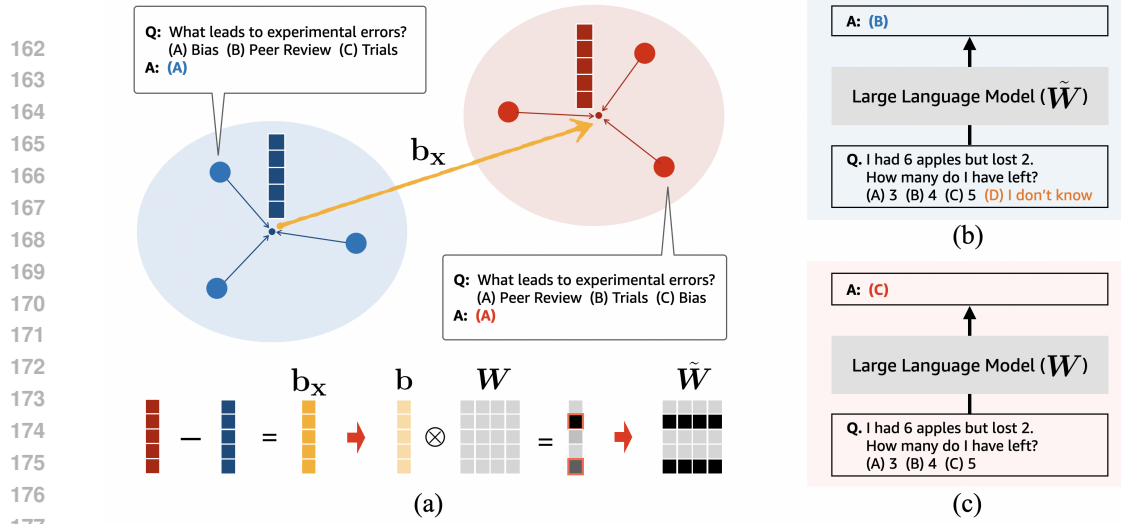 162
163
164
165
166
167
168
169
170
171
172
173
174
175
176
Q: What leads to experimental errors?
(A) Bias (B) Peer Review (C) Trials
A: (A)
bx
Q: What leads to experimental errors?
(A) Peer Review (B) Trials (C) Bias
A: (A)
bx b W W̃
− = ⊗ =
(a)
A: (B)
Large Language Model (W̃)
Q. I had 6 apples but lost 2.
How many do I have left?
(A) 3 (B) 4 (C) 5 (D) I don't know
(b)
A: (C)
Large Language Model (W)
Q. I had 6 apples but lost 2.
How many do I have left?
(A) 3 (B) 4 (C) 5
(c)